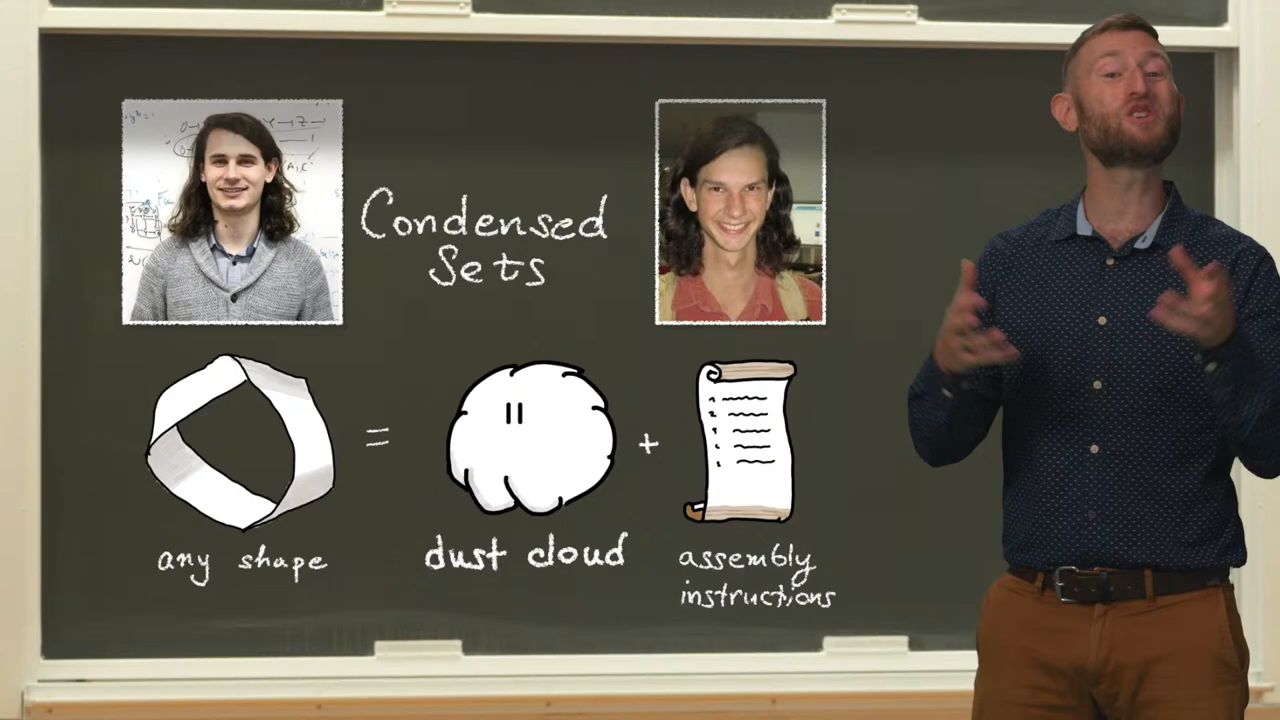 Condensed
Sets
=
+
any shape
dust cloud
assembly
instructions